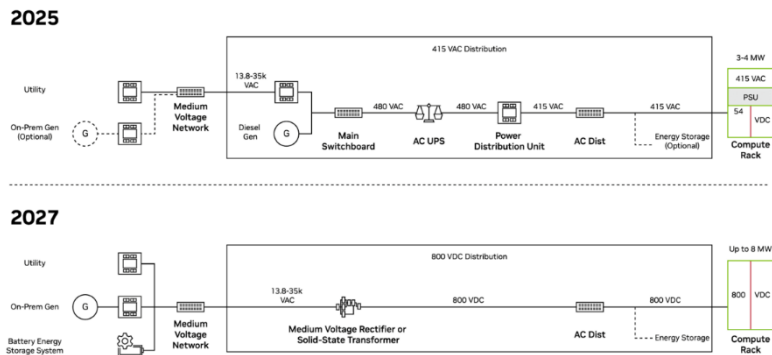 2025
415 VAC Distribution
3-4 MW
13.8-35k
VAC
415 VAC
Utility
480 VAC
480 VAC
415 VAC
415 VAC
PSU
Medium
Voltage
Network
54
VDC
On-Prem Gen
(Optional)
G
Diesel
Gen
G
Main
Switchboard
AC UPS
Power
Distribution Unit
AC Dist
Energy Storage
(Optional)
Compute
Rack
2027
Up to 8 MW
800 VDC Distribution
Utility
13.8-35k
VAC
800 VDC
800 VDC
800
VDC
On-Prem Gen
G
Medium
Voltage
Network
Medium Voltage Rectifier or
Solid-State Transformer
AC Dist
Energy Storage
Compute
Rack
Battery Energy
Storage System